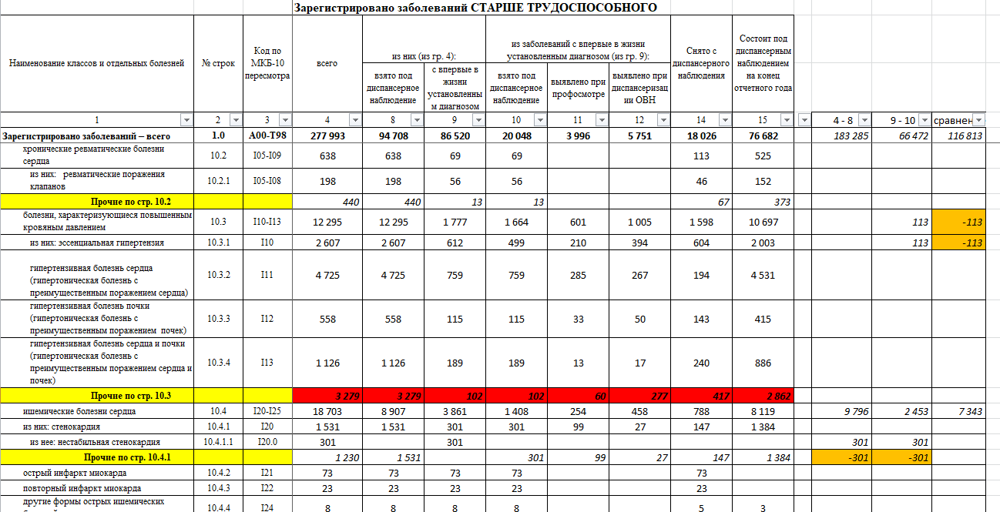 Зарегистрировано заболеваний СТАРШЕ ТРУДОСПОСОБНОГО
Наименование классов и отдельных болезней
№ строк
Код по
МКБ-10
пересмотра
всего
из них (из гр. 4):
взято под
диспансерное
наблюдение
с впервые в
жизни
установленны
м диагнозом
из заболеваний с впервые в жизни
установленным диагнозом (из гр. 9):
взято под
диспансерное
наблюдение
выявлено при
профосмотре
выявлено при
диспансеризац
ии ОВН
Снято с
диспансерного
наблюдения
Состоит под
диспансерным
наблюдением
на конец
отчетного года
1 2 3 4 8 9 10 11 12 14 15 4 - 8 9 - 10 сравнен
Зарегистрировано заболеваний – всего 1.0 A00-T98 277 993 94 708 86 520 20 048 3 996 5 751 18 026 76 682 183 285 66 472 116 813
хронические ревматические болезни
сердца 10.2 I05-I09 638 638 69 69 113 525
из них: ревматические поражения
клапанов 10.2.1 I05-I08 198 198 56 56 46 152
Прочие по стр. 10.2 440 440 13 13 67 373
болезни, характеризующиеся повышенным
кровяным давлением 10.3 I10-I13 12 295 12 295 1 777 1 664 601 1 005 1 598 10 697 113 -113
из них: эссенциальная гипертензия 10.3.1 I10 2 607 2 607 612 499 210 394 604 2 003 113 -113
гипертензивная болезнь сердца
(гипертоническая болезнь с
преимущественным поражением сердца) 10.3.2 I11 4 725 4 725 759 759 285 267 194 4 531
гипертензивная болезнь почки
(гипертоническая болезнь с
преимущественным поражением почек) 10.3.3 I12 558 558 115 115 33 50 143 415
гипертензивная болезнь сердца и почки
(гипертоническая болезнь с
преимущественным поражением сердца и
почек) 10.3.4 I13 1 126 1 126 189 189 13 17 240 886
Прочие по стр. 10.3 3 279 3 279 102 102 60 277 417 2 862
ишемические болезни сердца 10.4 I20-I25 18 703 8 907 3 861 1 408 254 458 788 8 119 9 796 2 453 7 343
из них: стенокардия 10.4.1 I20 1 531 1 531 301 301 99 27 147 1 384
из нее: нестабильная стенокардия 10.4.1.1 I20.0 301 301 301 301
Прочие по стр. 10.4.1 1 230 1 531 301 99 27 147 1 384 -301 -301
острый инфаркт миокарда 10.4.2 I21 73 73 73 73 73
повторный инфаркт миокарда 10.4.3 I22 23 23 23 23 23
другие формы острых ишемических 10.4.4 I24 8 8 8 8 5 3